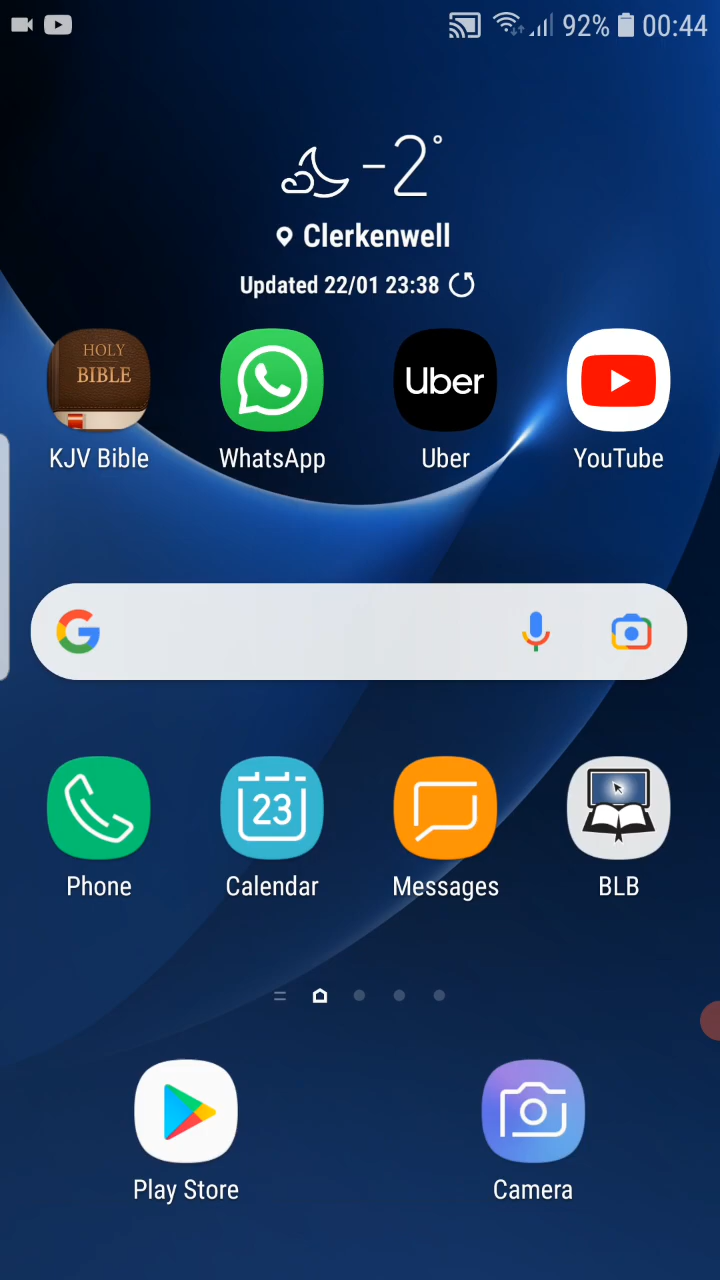 92% 00:44
-2°
Clerkenwell
Updated 22/01 23:38
HOLY
BIBLE
Uber
KJV Bible WhatsApp Uber YouTube
G
23
Phone Calendar Messages BLB
Play Store Camera